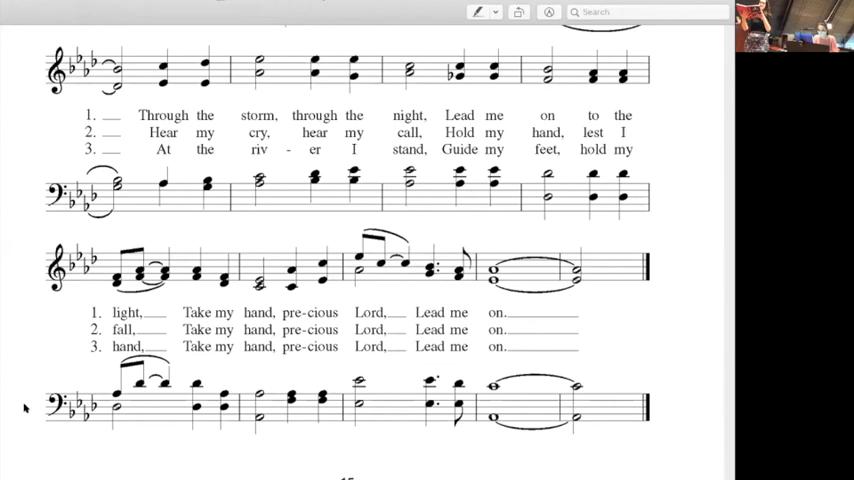 Search
1. Through the storm, through the night, Lead me on to the
2. Hear my cry, hear my call, Hold my hand, lest I
3. At the riv - er I stand, Guide my feet, hold my
1. light, Take my hand, pre-cious Lord, Lead me on.
2. fall, Take my hand, pre-cious Lord, Lead me on.
3. hand, Take my hand, pre-cious Lord, Lead me on.